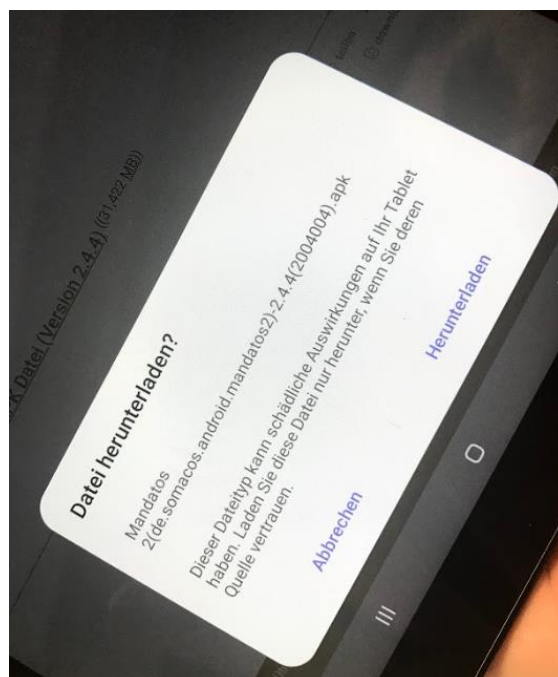 K Datei (Version 2.4.4) ((31,422 MB))
Datei herunterladen?
Mandatos
2(de.somacos.android.mandatos2)-2.4.4(2004004).apk
Dieser Dateityp kann schädliche Auswirkungen auf Ihr Tablet
haben. Laden Sie diese Datei nur herunter, wenn Sie deren
Quelle vertrauen.
Abbrechen
Herunterladen